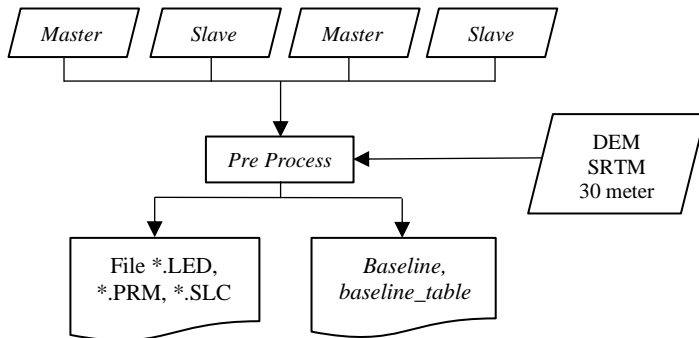 Master
Slave
Master
Slave
Pre Process
DEM
SRTM
30 meter
File *.LED,
*.PRM, *.SLC
Baseline,
baseline_table